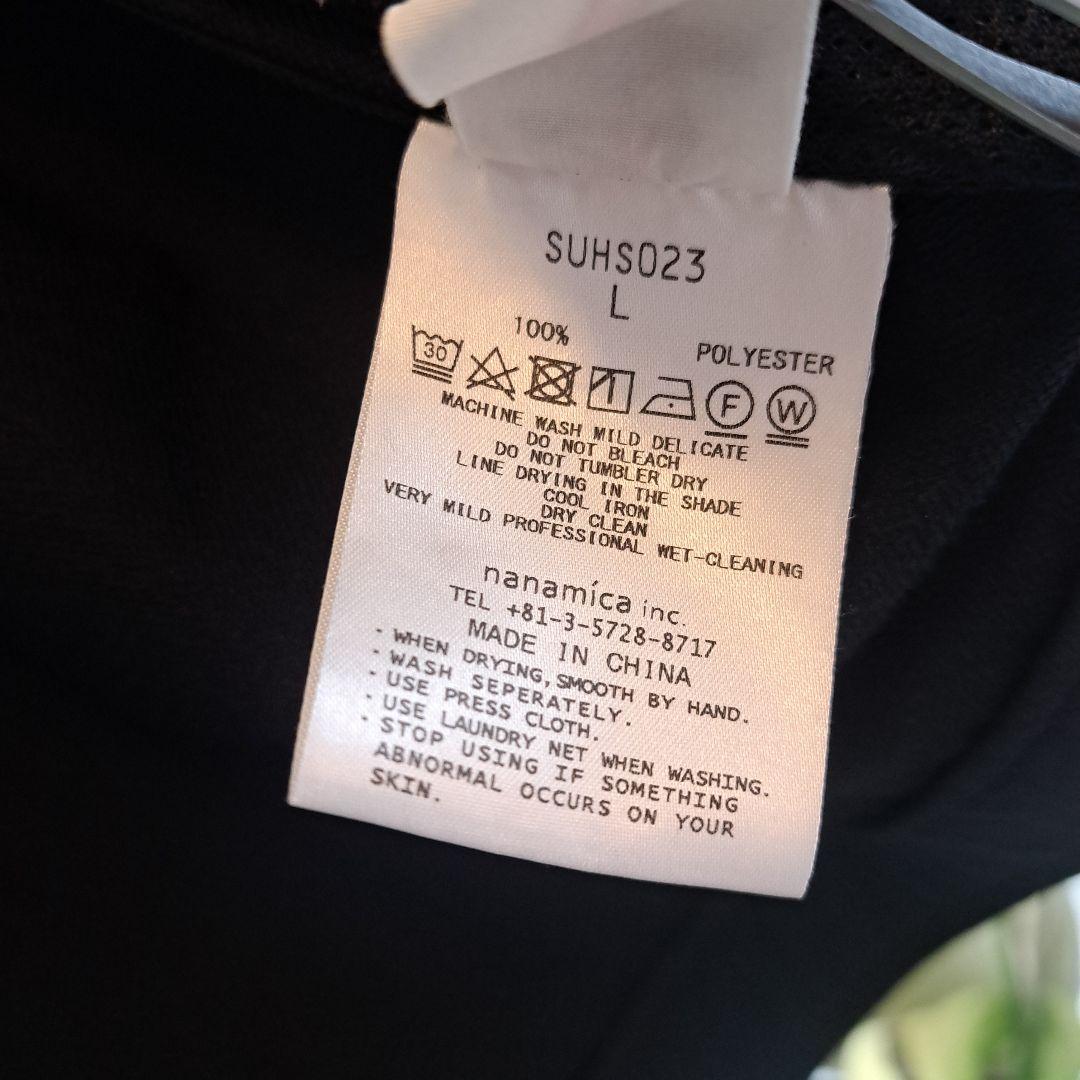 SUHS023
L
100% POLYESTER
30 F W
MACHINE WASH MILD DELICATE
DO NOT BLEACH
DO NOT TUMBLER DRY
LINE DRYING IN THE SHADE
COOL IRON
DRY CLEAN
VERY MILD PROFESSIONAL WET-CLEANING
nanamica inc.
TEL +81-3-5728-8717
MADE IN CHINA
· WHEN DRYING, SMOOTH BY HAND.
· WASH SEPERATELY.
· USE PRESS CLOTH.
· USE LAUNDRY NET WHEN WASHING.
· STOP USING IF SOMETHING
ABNORMAL OCCURS ON YOUR
SKIN.